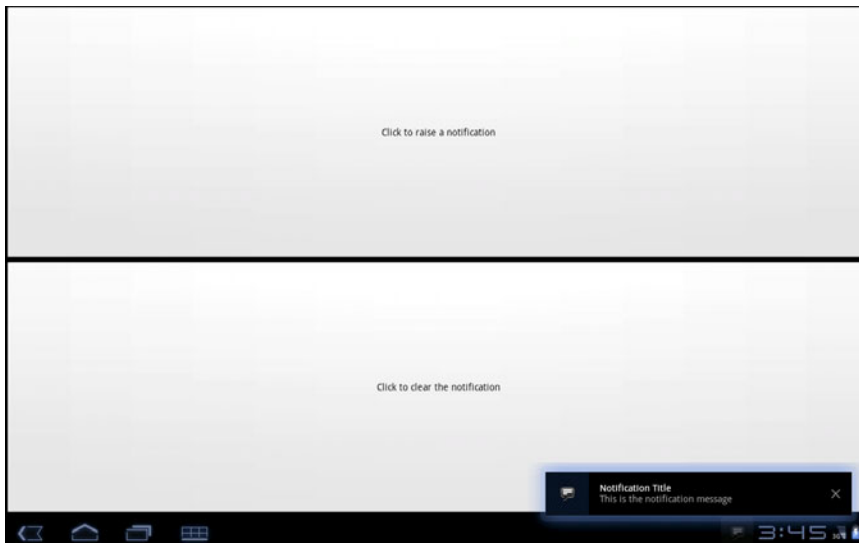 Click to raise a notification
Click to clear the notification
Notification Title
This is the notification message
3:45